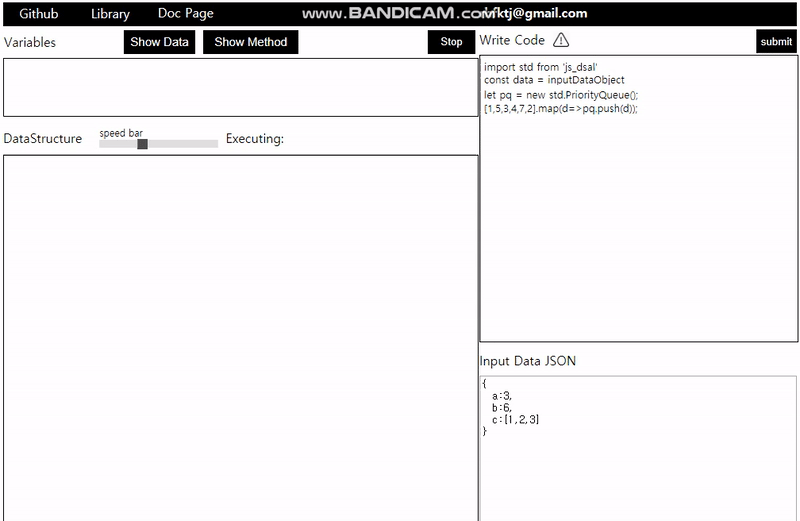 Github Library Doc Page www.BANDICAM.com @gmail.com
Variables Show Data Show Method Stop Write Code submit
import std from 'js_dsal'
const data = inputDataObject
let pq = new std.PriorityQueue();
[1,5,3,4,7,2].map(d=>pq.push(d));
DataStructure speed bar Executing:
Input Data JSON
{
a:3,
b:6,
c:[1,2,3]
}